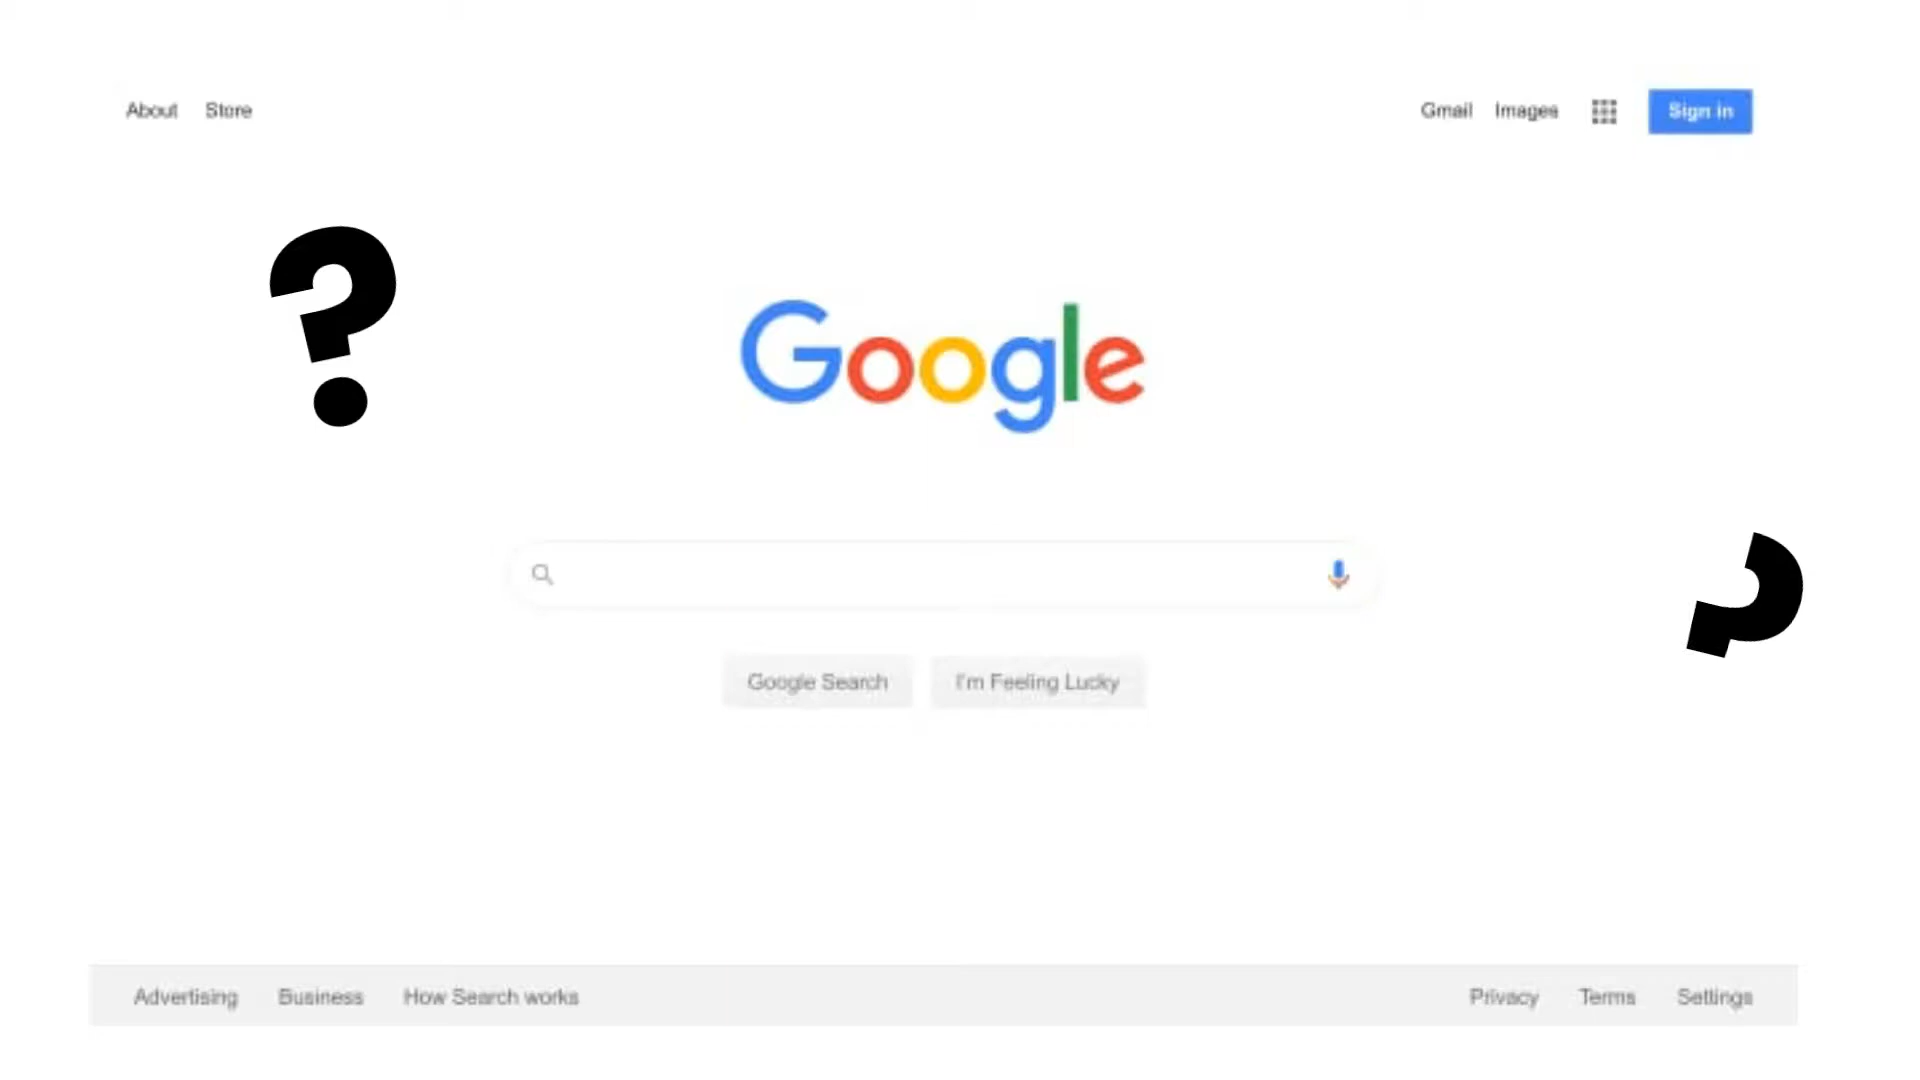 About Store Gmail Images Sign in
?
Google
?
Google Search I'm Feeling Lucky
Advertising Business How Search works Privacy Terms Settings